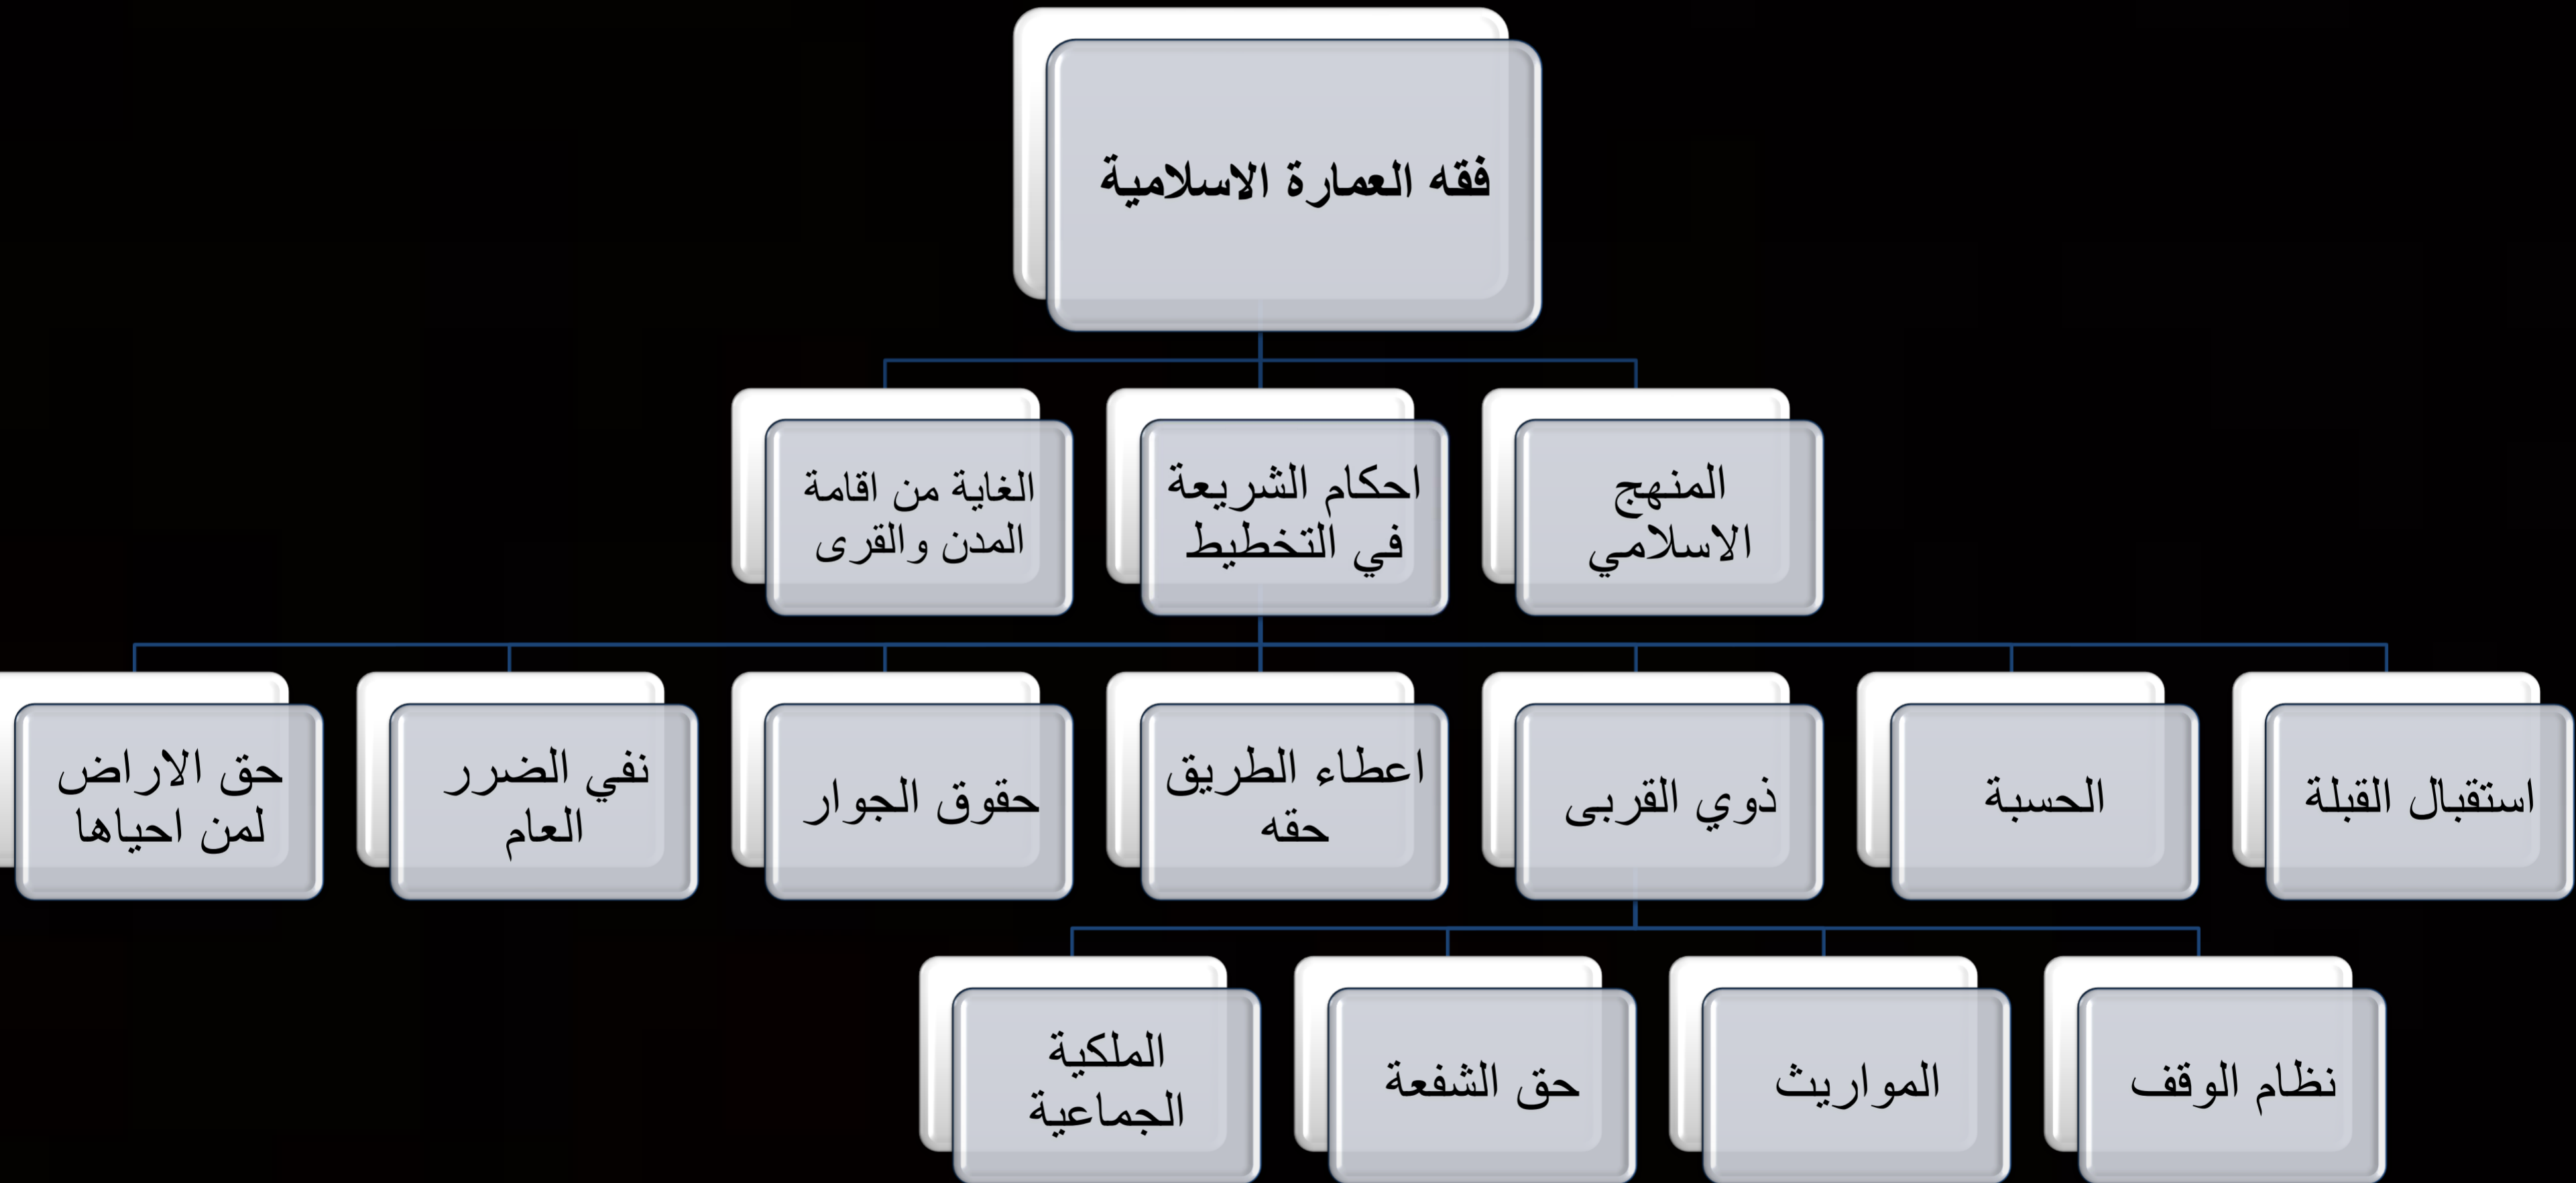 فقه العمارة الاسلامية
المنهج
الاسلامي
احكام الشريعة
في التخطيط
الغاية من اقامة
المدن والقرى
استقبال القبلة
الحسبة
ذوي القربى
اعطاء الطريق
حقه
حقوق الجوار
نفي الضرر
العام
حق الاراض
لمن احياها
نظام الوقف
المواريث
حق الشفعة
الملكية
الجماعية